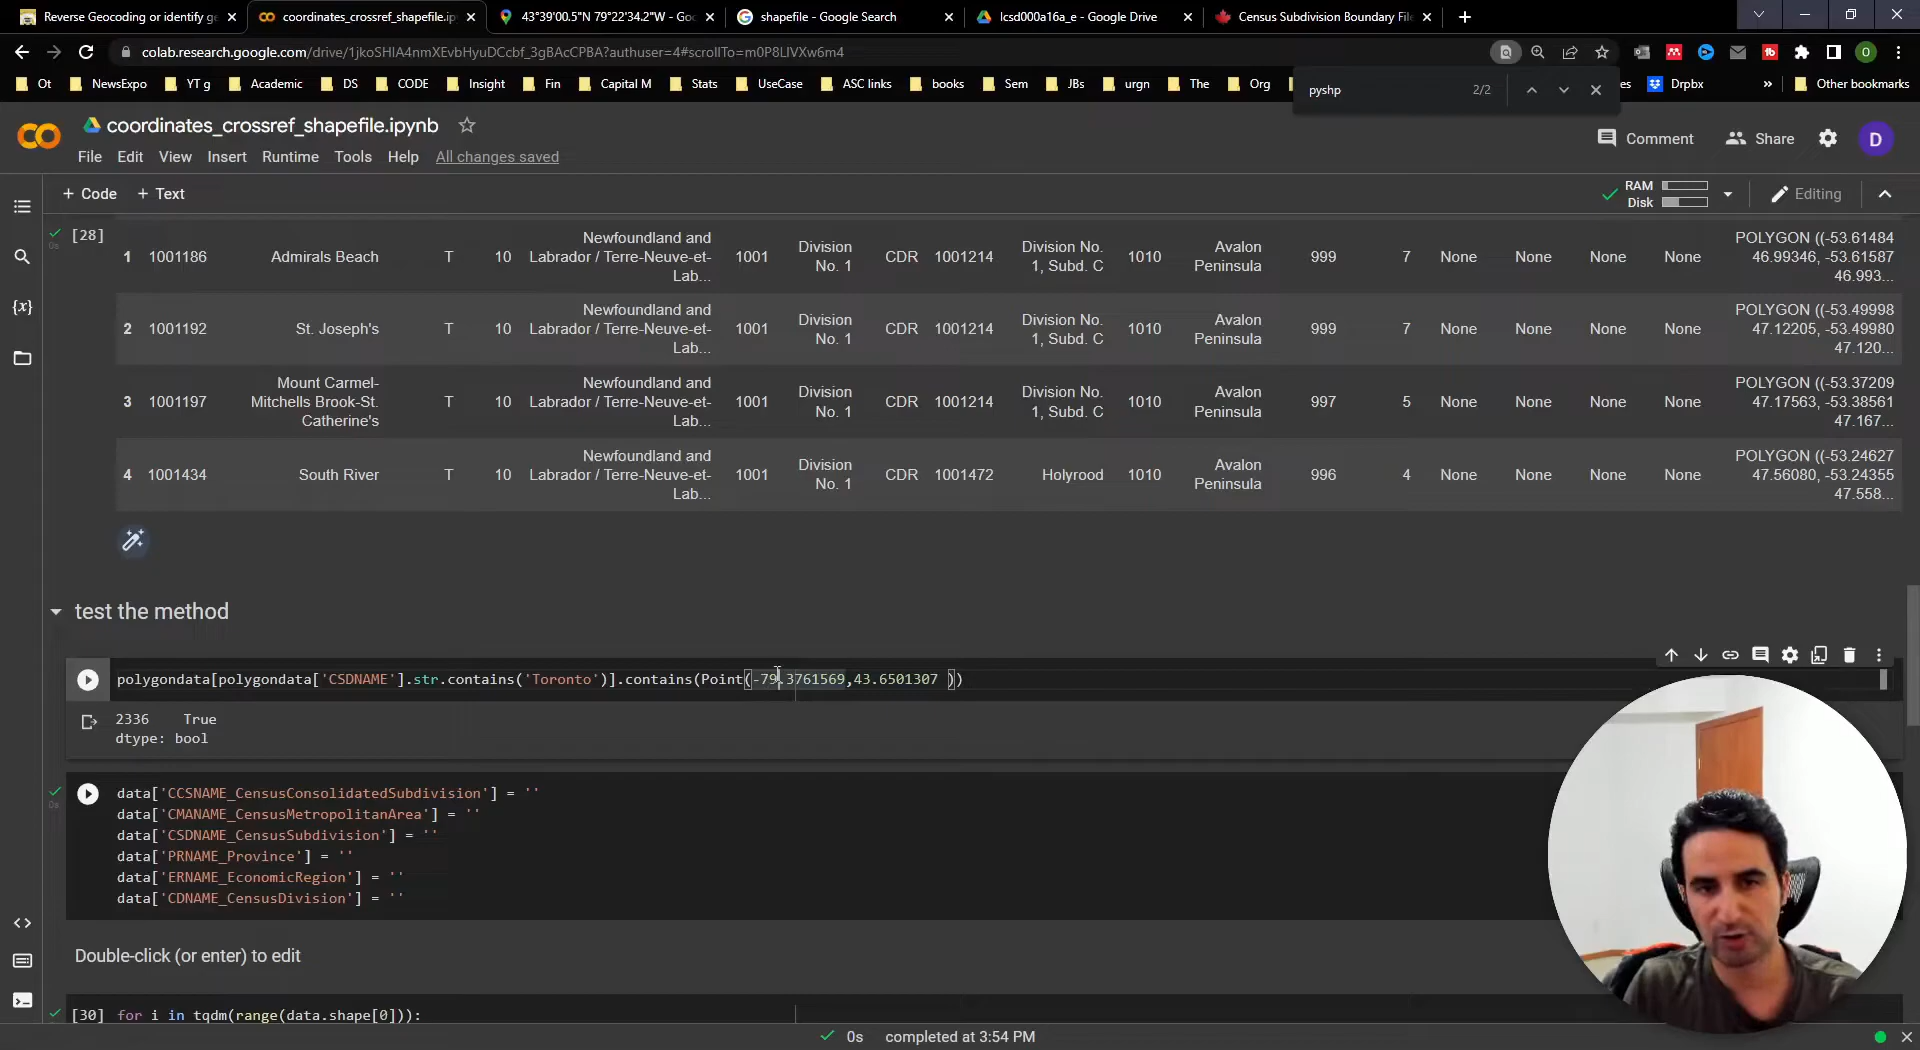 Reverse Geocoding or identify ge
coordinates_crossref_shapefile.ip
43°39'00.5"N 79°22'34.2"W - Goo
shapefile - Google Search
lcsd000a16a_e - Google Drive
Census Subdivision Boundary File
colab.research.google.com/drive/1jkoSHlA4nmXEvbHyuDCcbf_3gBAcCPBA?authuser=4#scrollTo=m0P8LIVXw6m4
Ot
NewsExpo
YT g
Academic
DS
CODE
Insight
Fin
Capital M
Stats
UseCase
ASC links
books
Sem
JBs
urgn
The
Org
Drpbx
»
Other bookmarks
pyshp 2/2
coordinates_crossref_shapefile.ipynb
Comment
Share
D
File Edit View Insert Runtime Tools Help All changes saved
+ Code + Text
RAM
Disk
Editing
[28]
1 1001186 Admirals Beach T 10 Newfoundland and Labrador / Terre-Neuve-et-Lab... 1001 Division No. 1 CDR 1001214 Division No. 1, Subd. C 1010 Avalon Peninsula 999 7 None None None None POLYGON ((-53.61484 46.99346, -53.61587 46.993...
2 1001192 St. Joseph's T 10 Newfoundland and Labrador / Terre-Neuve-et-Lab... 1001 Division No. 1 CDR 1001214 Division No. 1, Subd. C 1010 Avalon Peninsula 999 7 None None None None POLYGON ((-53.49998 47.12205, -53.49980 47.120...
3 1001197 Mount Carmel-Mitchells Brook-St. Catherine's T 10 Newfoundland and Labrador / Terre-Neuve-et-Lab... 1001 Division No. 1 CDR 1001214 Division No. 1, Subd. C 1010 Avalon Peninsula 997 5 None None None None POLYGON ((-53.37209 47.17563, -53.38561 47.167...
4 1001434 South River T 10 Newfoundland and Labrador / Terre-Neuve-et-Lab... 1001 Division No. 1 CDR 1001472 Holyrood 1010 Avalon Peninsula 996 4 None None None None POLYGON ((-53.24627 47.56080, -53.24355 47.558...
test the method
polygondata[polygondata['CSDNAME'].str.contains('Toronto')].contains(Point(-79.3761569,43.6501307 ))
2336    True
dtype: bool
data['CCSNAME_CensusConsolidatedSubdivision'] = ''
data['CMANAME_CensusMetropolitanArea'] = ''
data['CSDNAME_CensusSubdivision'] = ''
data['PRNAME_Province'] = ''
data['ERNAME_EconomicRegion'] = ''
data['CDNAME_CensusDivision'] = ''
Double-click (or enter) to edit
[30] for i in tqdm(range(data.shape[0])):
0s completed at 3:54 PM